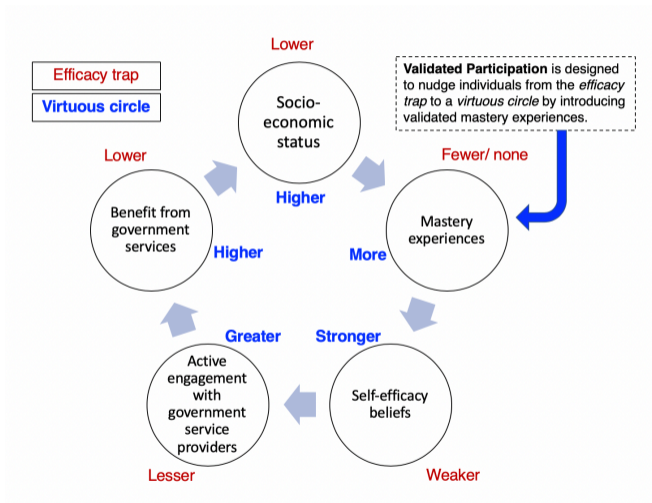 Lower
Efficacy trap
Virtuous circle
Validated Participation is designed
to nudge individuals from the efficacy
trap to a virtuous circle by introducing
validated mastery experiences.
Socio-
economic
status
Higher
Fewer/ none
Mastery
experiences
More
Stronger
Self-efficacy
beliefs
Weaker
Greater
Active
engagement
with
government
service
providers
Lesser
Lower
Benefit from
government
services
Higher